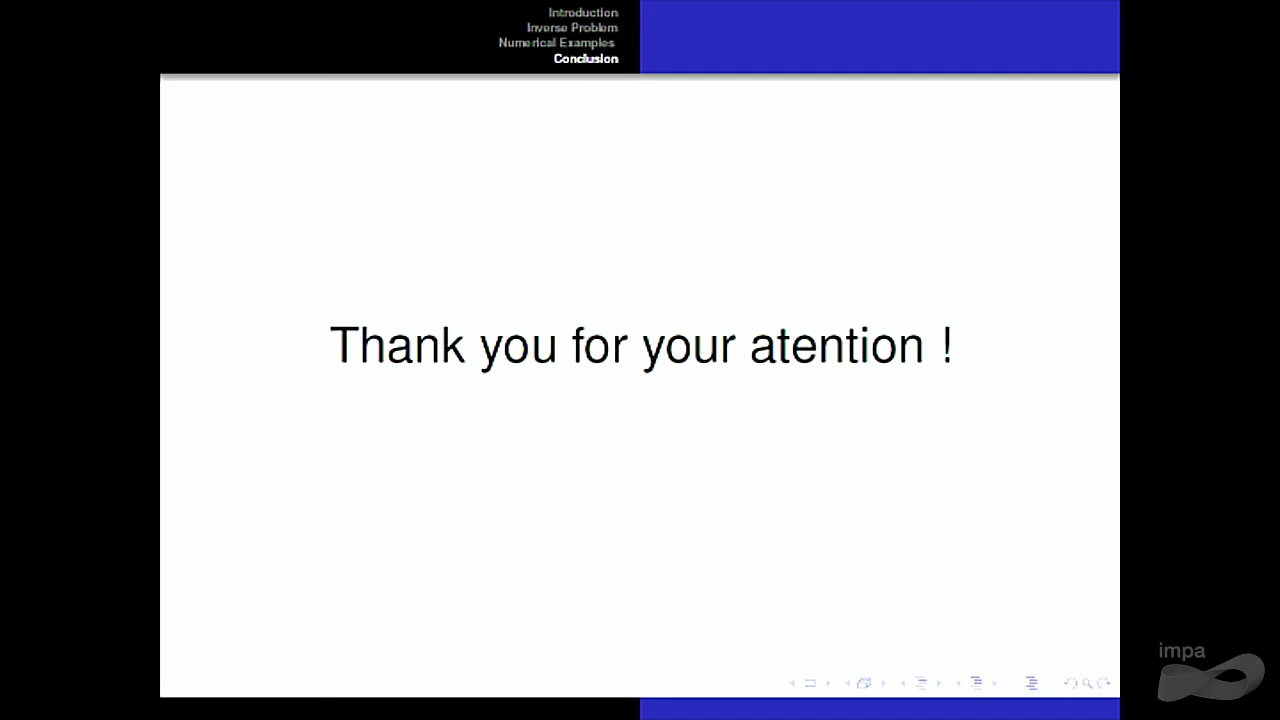 Introduction
Inverse Problem
Numerical Examples
Conclusion
Thank you for your atention !
impa